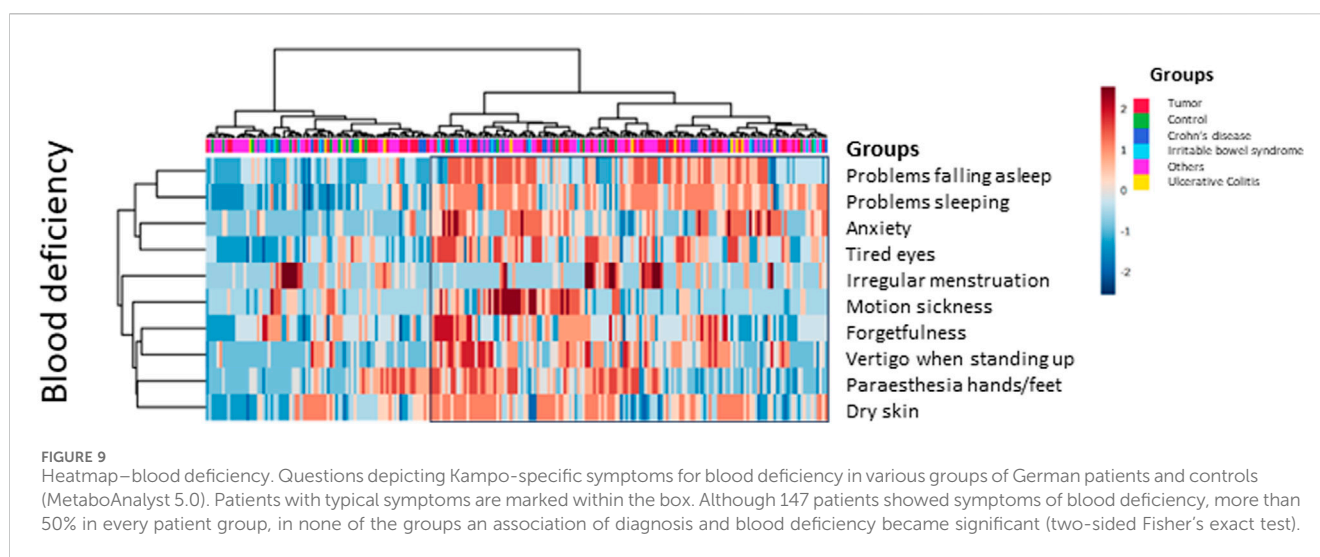 Blood deficiency
Groups
Problems falling asleep
Problems sleeping
Anxiety
Tired eyes
Irregular menstruation
Motion sickness
Forgetfulness
Vertigo when standing up
Paraesthesia hands/feet
Dry skin
2
1
0
-1
-2
Groups
Tumor
Control
Crohn's disease
Irritable bowel syndrome
Others
Ulcerative Colitis
FIGURE 9
Heatmap–blood deficiency. Questions depicting Kampo-specific symptoms for blood deficiency in various groups of German patients and controls
(MetaboAnalyst 5.0). Patients with typical symptoms are marked within the box. Although 147 patients showed symptoms of blood deficiency, more than
50% in every patient group, in none of the groups an association of diagnosis and blood deficiency became significant (two-sided Fisher's exact test).